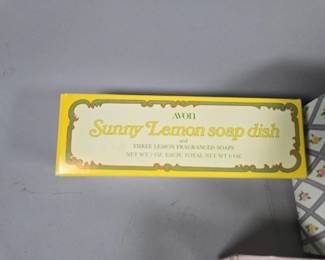 AVON
Sunny Lemon soap dish
and
THREE LEMON FRAGRANCED SOAPS
NET WT 2 OZ. EACH, TOTAL NET WT 6 OZ.